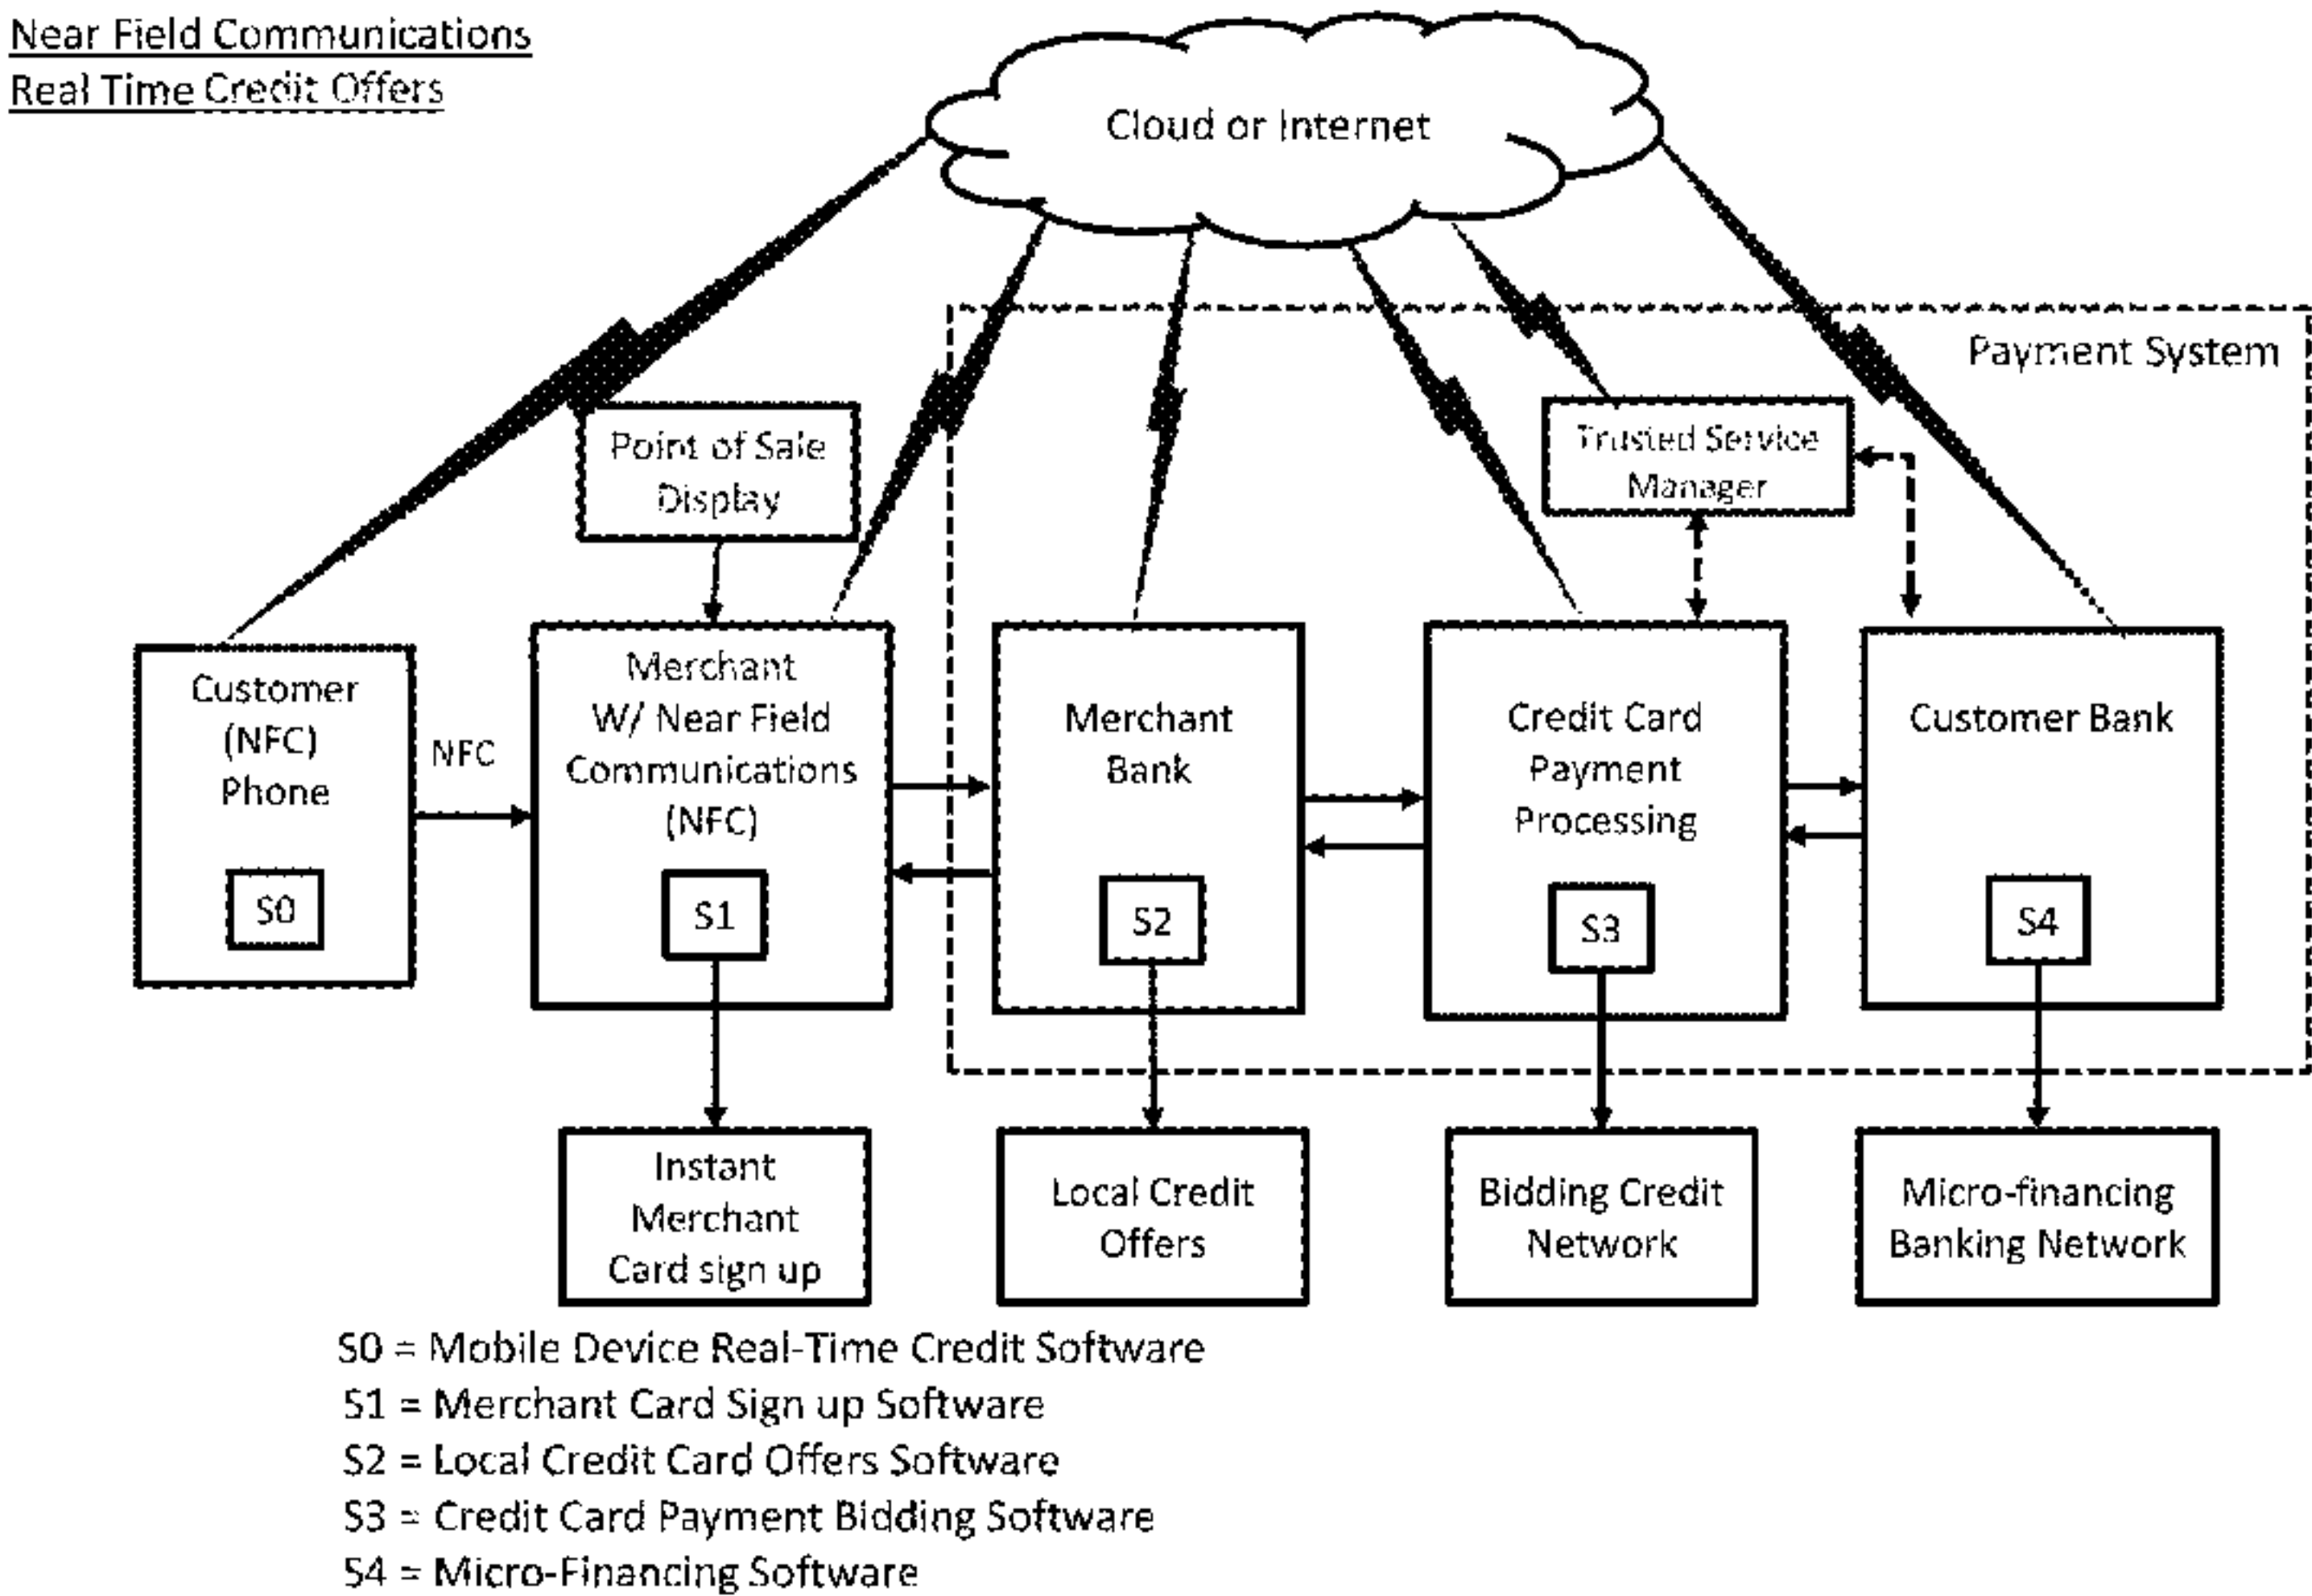 Near Field Communications
Real Time Credit Offers
Cloud or Internet
Payment System
Point of Sale
Display
Trusted Service
Manager
Customer
(NFC)
Phone
NFC
Merchant
W/ Near Field
Communications
(NFC)
Merchant
Bank
Credit Card
Payment
Processing
Customer Bank
S0
S1
S2
S3
S4
Instant
Merchant
Card sign up
Local Credit
Offers
Bidding Credit
Network
Micro-financing
Banking Network
S0 = Mobile Device Real-Time Credit Software
S1 = Merchant Card Sign up Software
S2 = Local Credit Card Offers Software
S3 = Credit Card Payment Bidding Software
S4 = Micro-Financing Software